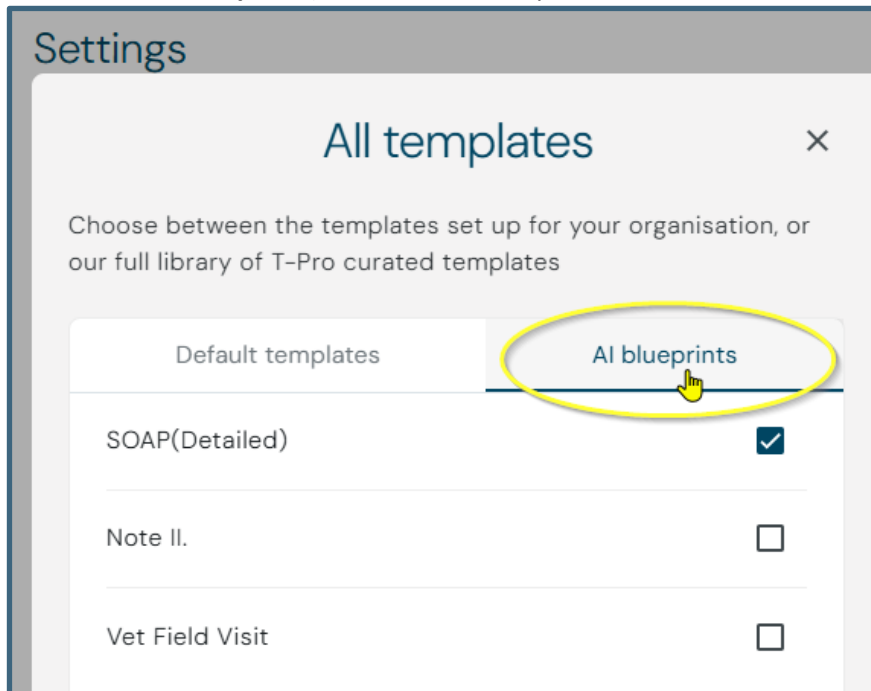 Settings
All templates
Choose between the templates set up for your organisation, or
our full library of T-Pro curated templates
Default templates
AI blueprints
SOAP(Detailed)
Note II.
Vet Field Visit